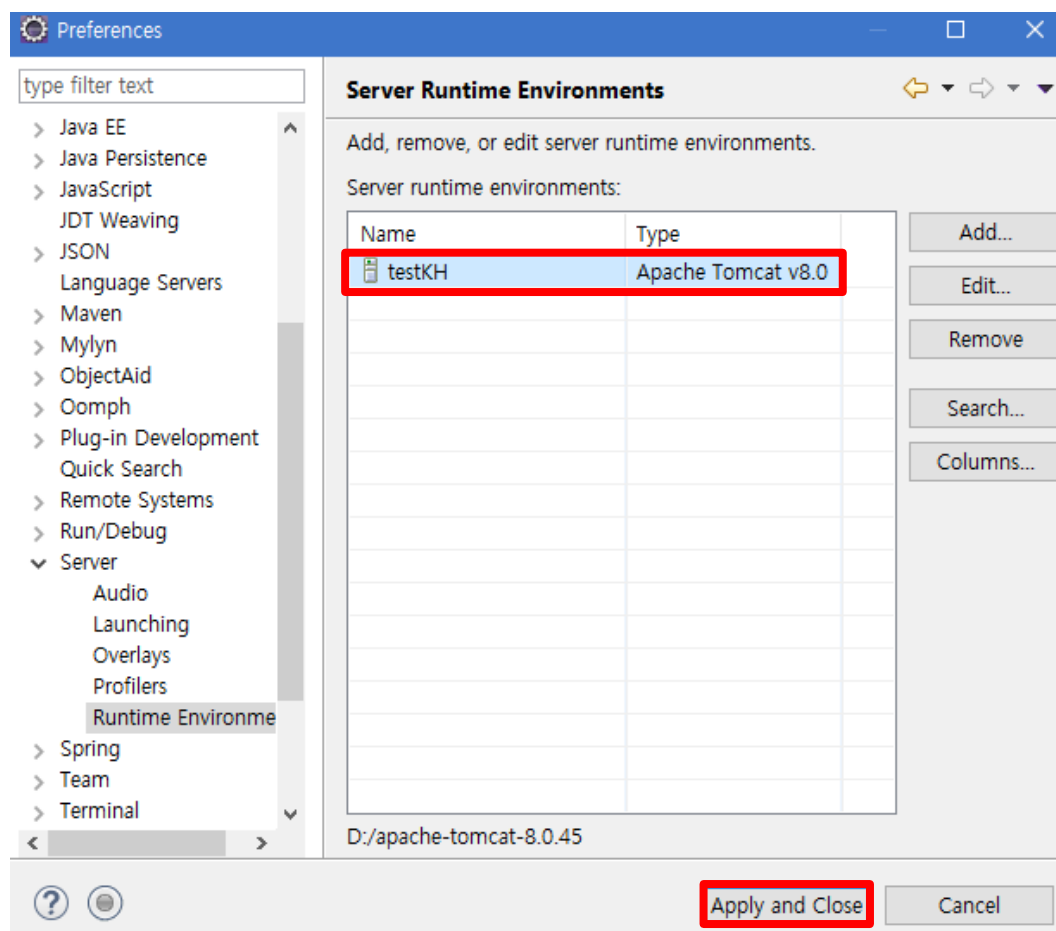 Preferences
type filter text
Java EE
Java Persistence
JavaScript
JDT Weaving
JSON
Language Servers
Maven
Mylyn
ObjectAid
Oomph
Plug-in Development
Quick Search
Remote Systems
Run/Debug
Server
Audio
Launching
Overlays
Profilers
Runtime Environme
Spring
Team
Terminal
Server Runtime Environments
Add, remove, or edit server runtime environments.
Server runtime environments:
Name Type
testKH Apache Tomcat v8.0
Add...
Edit...
Remove
Search...
Columns...
D:/apache-tomcat-8.0.45
?
Apply and Close Cancel